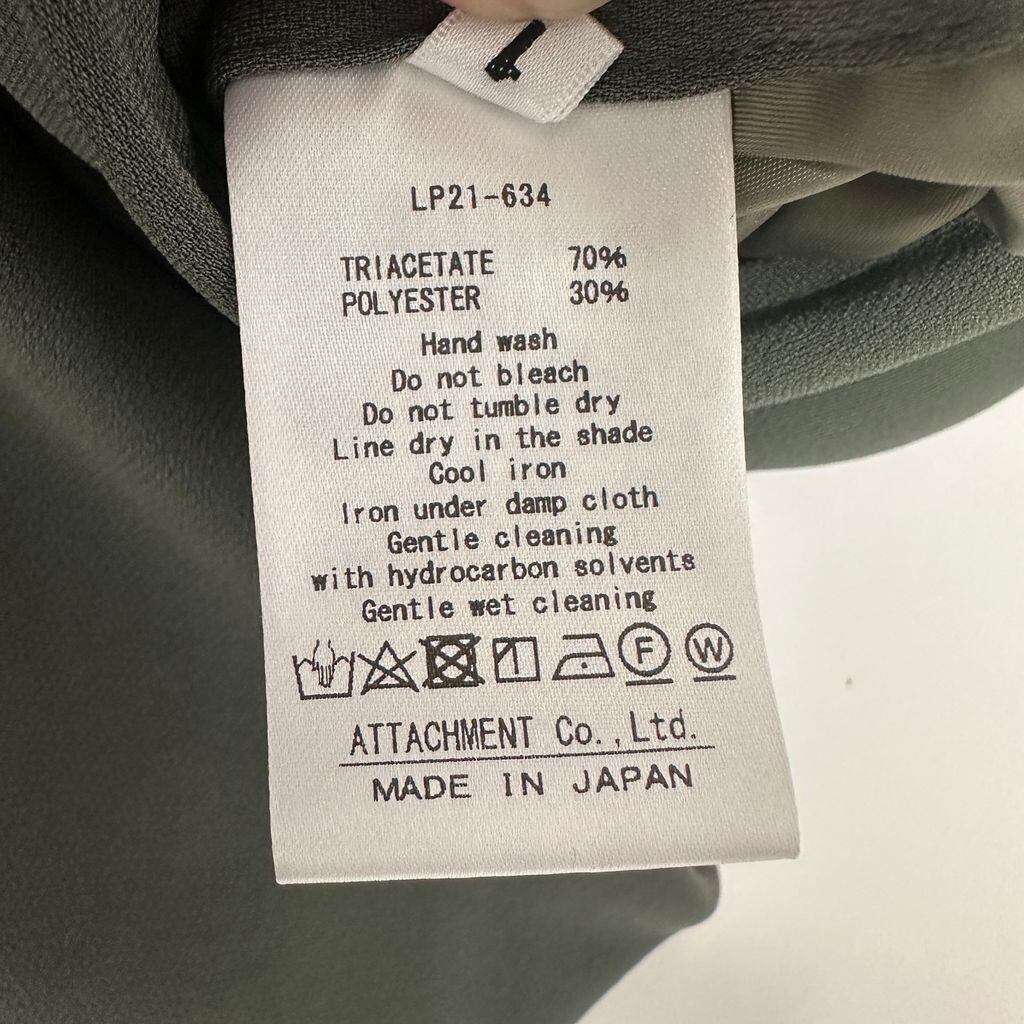 1
LP21-634
TRIACETATE 70%
POLYESTER 30%
Hand wash
Do not bleach
Do not tumble dry
Line dry in the shade
Cool iron
Iron under damp cloth
Gentle cleaning
with hydrocarbon solvents
Gentle wet cleaning
F W
ATTACHMENT Co.,Ltd.
MADE IN JAPAN